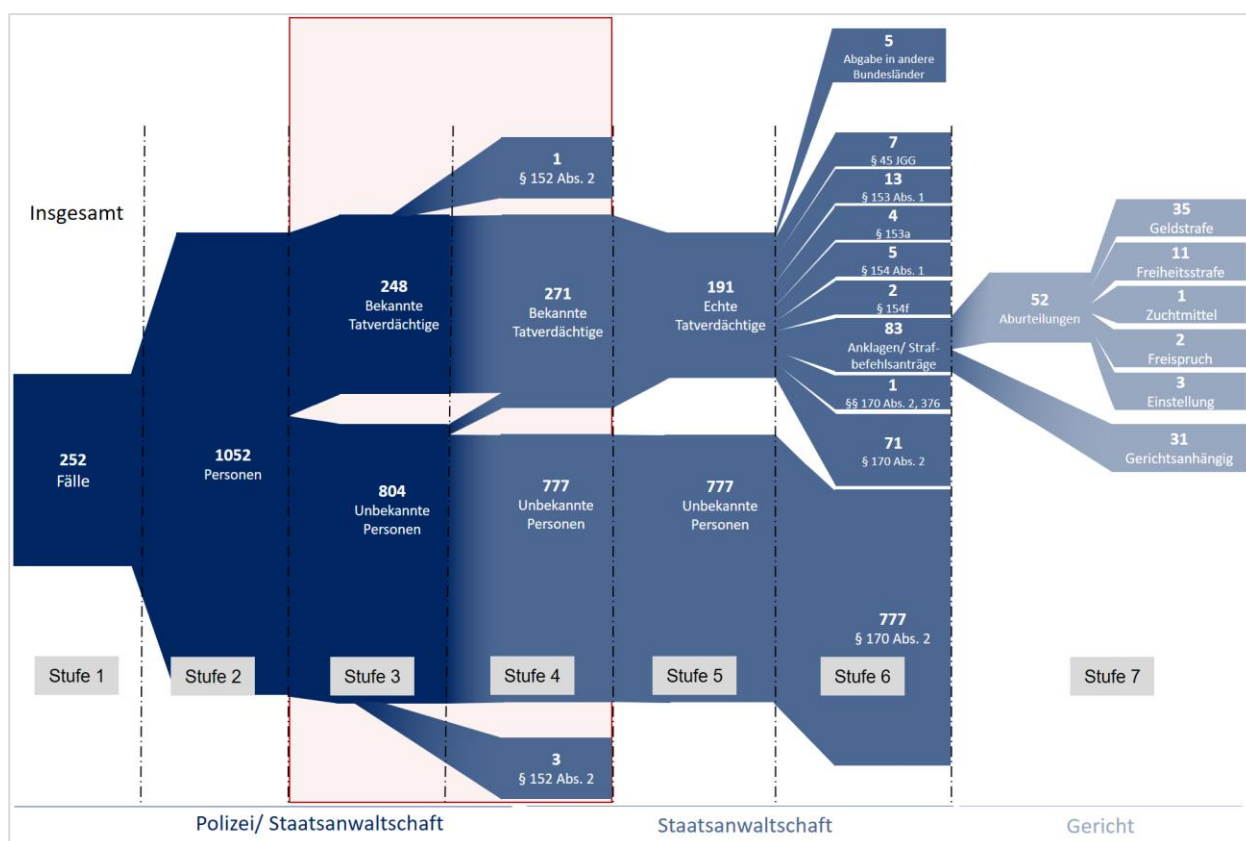 Insgesamt
252
Fälle
Stufe 1
1052
Personen
Stufe 2
248
Bekannte
Tatverdächtige
804
Unbekannte
Personen
Stufe 3
1
§ 152 Abs. 2
271
Bekannte
Tatverdächtige
777
Unbekannte
Personen
Stufe 4
3
§ 152 Abs. 2
191
Echte
Tatverdächtige
777
Unbekannte
Personen
Stufe 5
5
Abgabe in andere
Bundesländer
7
§ 45 JGG
13
§ 153 Abs. 1
4
§ 153a
5
§ 154 Abs. 1
2
§ 154f
83
Anklagen/ Straf-
befehlsanträge
1
§§ 170 Abs. 2, 376
71
§ 170 Abs. 2
777
§ 170 Abs. 2
Stufe 6
52
Aburteilungen
35
Geldstrafe
11
Freiheitsstrafe
1
Zuchtmittel
2
Freispruch
3
Einstellung
31
Gerichtsanhängig
Stufe 7
Polizei/ Staatsanwaltschaft
Staatsanwaltschaft
Gericht